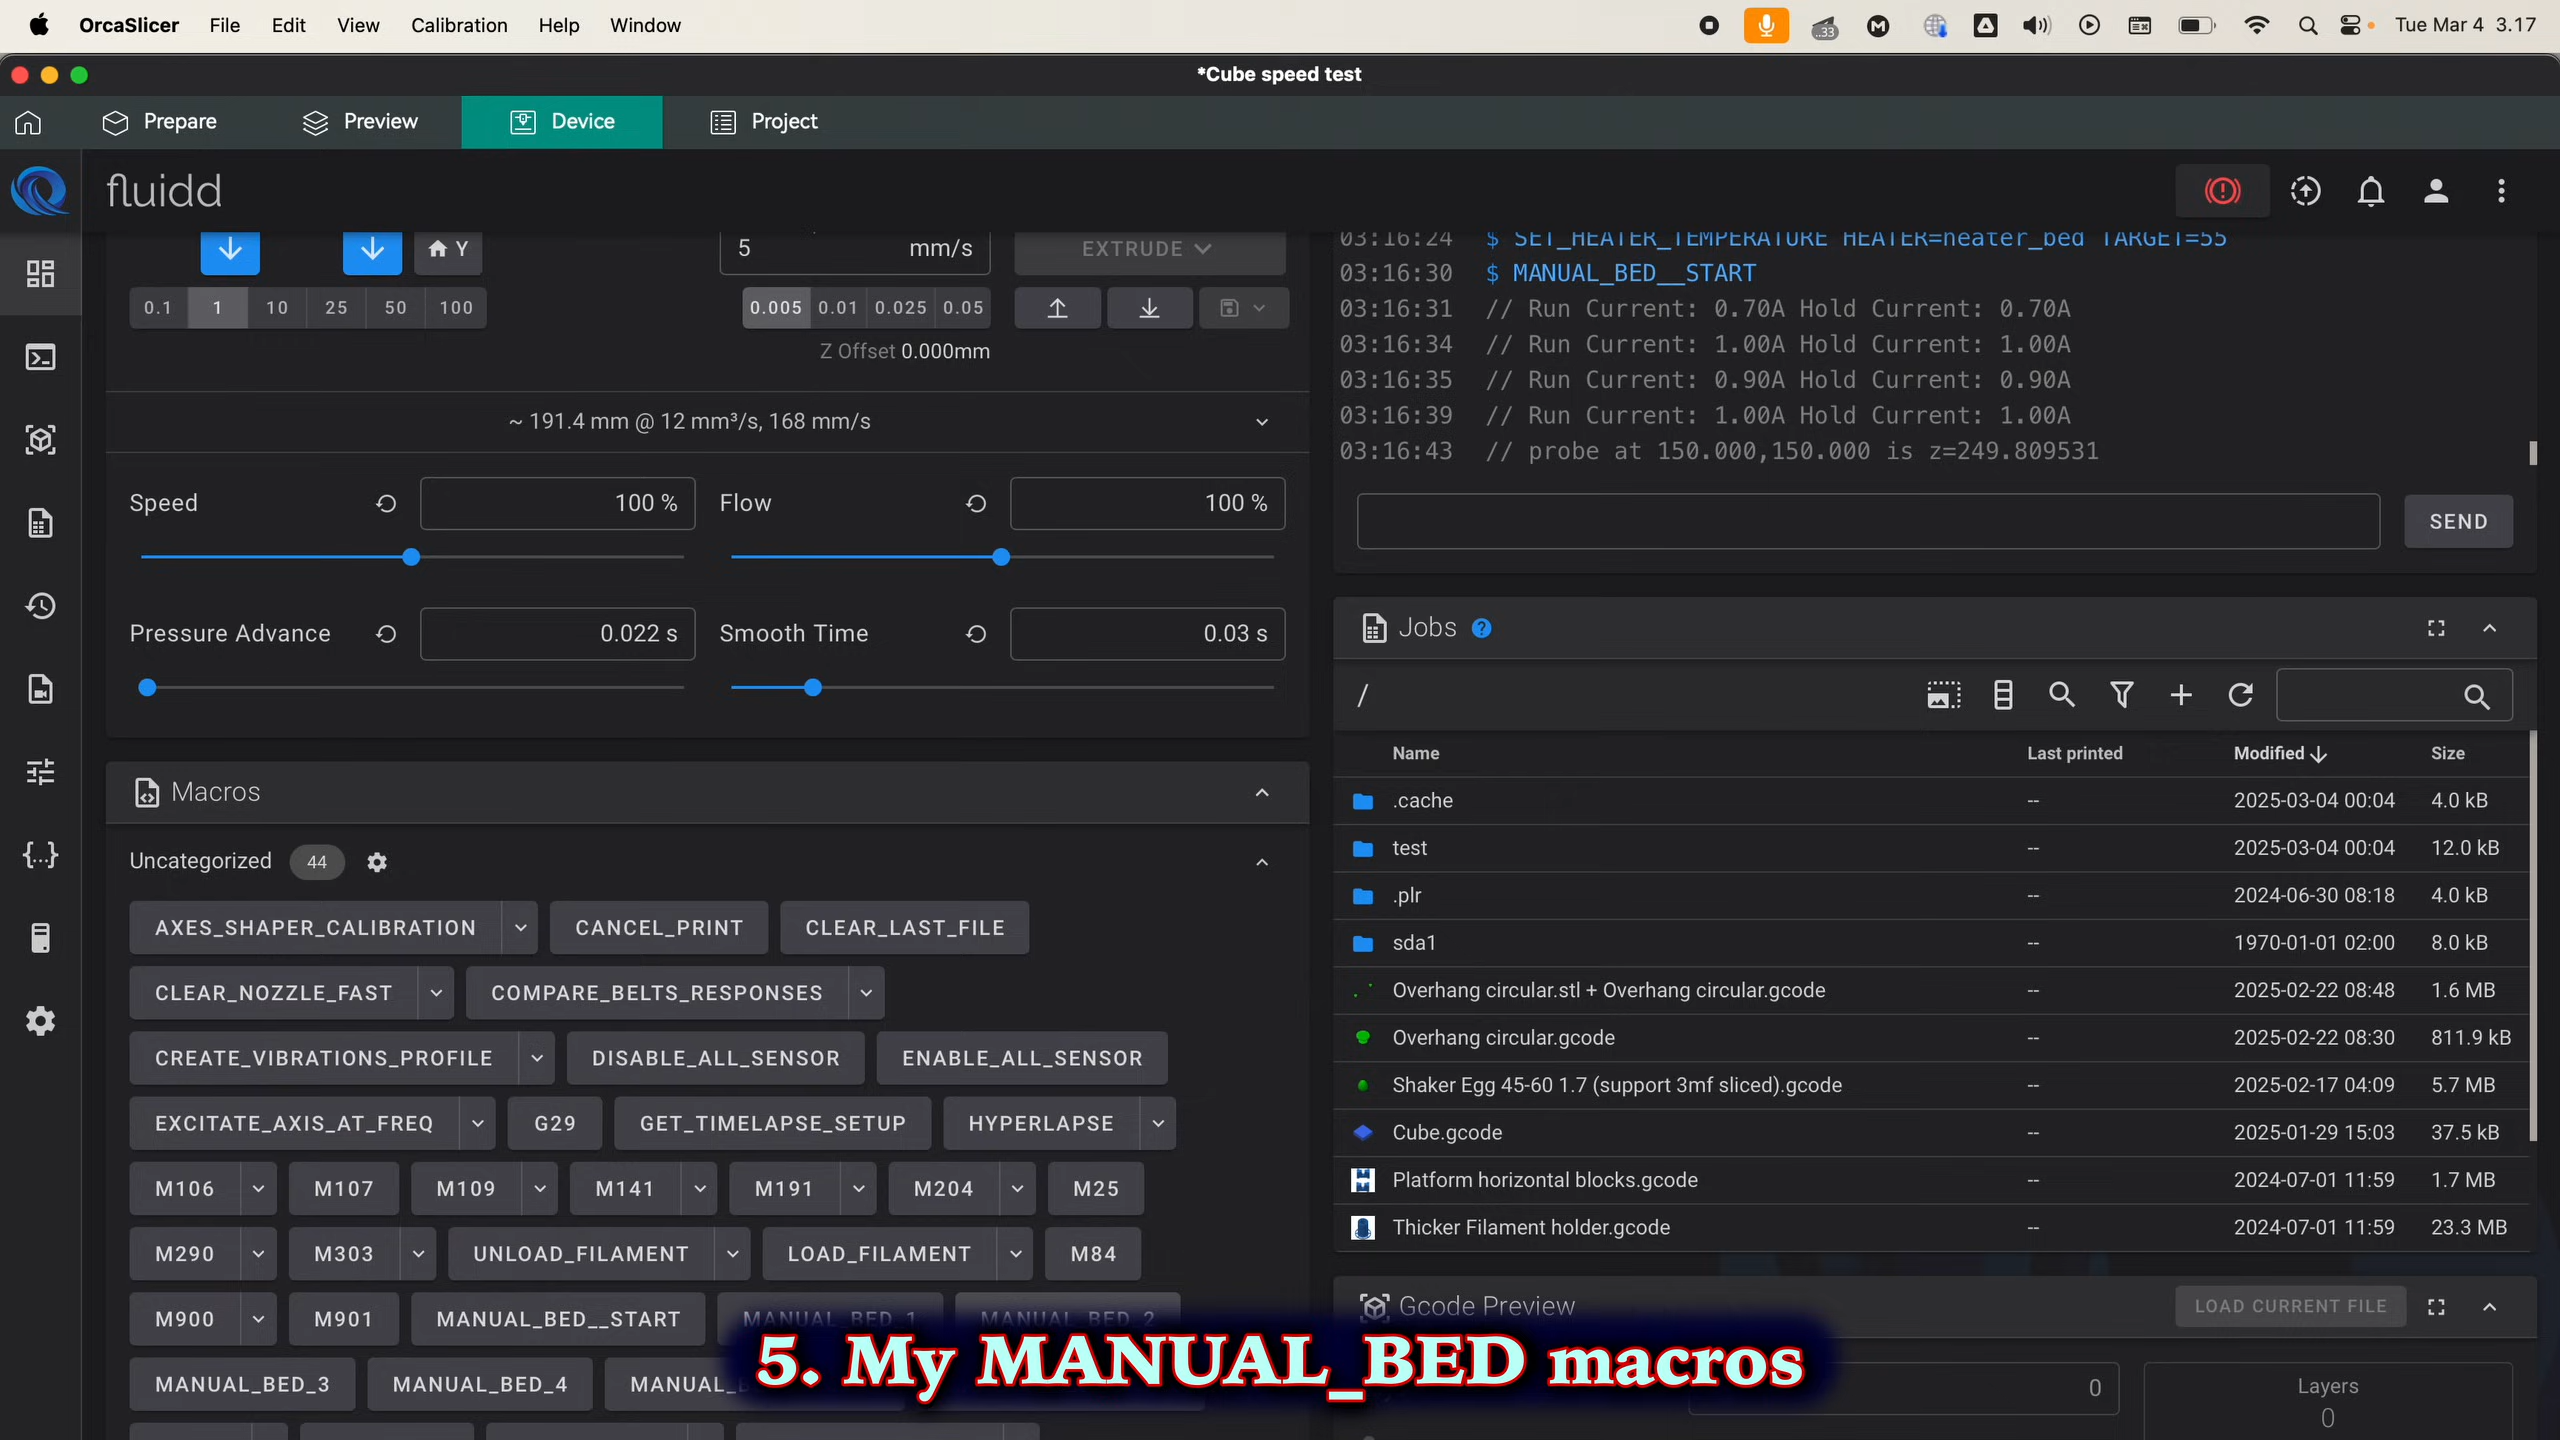 OrcaSlicer File Edit View Calibration Help Window
..33
Tue Mar 4 3.17
*Cube speed test
Prepare
Preview
Device
Project
fluidd
Y
0.1 1 10 25 50 100
5 mm/s
EXTRUDE
0.005 0.01 0.025 0.05
Z Offset 0.000mm
~ 191.4 mm @ 12 mm³/s, 168 mm/s
Speed 100 %
Flow 100 %
Pressure Advance 0.022 s
Smooth Time 0.03 s
Macros
Uncategorized 44
AXES_SHAPER_CALIBRATION CANCEL_PRINT CLEAR_LAST_FILE
CLEAR_NOZZLE_FAST COMPARE_BELTS_RESPONSES
CREATE_VIBRATIONS_PROFILE DISABLE_ALL_SENSOR ENABLE_ALL_SENSOR
EXCITATE_AXIS_AT_FREQ G29 GET_TIMELAPSE_SETUP HYPERLAPSE
M106 M107 M109 M141 M191 M204 M25
M290 M303 UNLOAD_FILAMENT LOAD_FILAMENT M84
M900 M901 MANUAL_BED__START MANUAL_BED_1 MANUAL_BED_2
MANUAL_BED_3 MANUAL_BED_4
03:16:24 $ SET_HEATER_TEMPERATURE HEATER=heater_bed TARGET=55
03:16:30 $ MANUAL_BED__START
03:16:31 // Run Current: 0.70A Hold Current: 0.70A
03:16:34 // Run Current: 1.00A Hold Current: 1.00A
03:16:35 // Run Current: 0.90A Hold Current: 0.90A
03:16:39 // Run Current: 1.00A Hold Current: 1.00A
03:16:43 // probe at 150.000,150.000 is z=249.809531
SEND
Jobs
/
Name Last printed Modified Size
.cache -- 2025-03-04 00:04 4.0 kB
test -- 2025-03-04 00:04 12.0 kB
.plr -- 2024-06-30 08:18 4.0 kB
sda1 -- 1970-01-01 02:00 8.0 kB
Overhang circular.stl + Overhang circular.gcode -- 2025-02-22 08:48 1.6 MB
Overhang circular.gcode -- 2025-02-22 08:30 811.9 kB
Shaker Egg 45-60 1.7 (support 3mf sliced).gcode -- 2025-02-17 04:09 5.7 MB
Cube.gcode -- 2025-01-29 15:03 37.5 kB
Platform horizontal blocks.gcode -- 2024-07-01 11:59 1.7 MB
Thicker Filament holder.gcode -- 2024-07-01 11:59 23.3 MB
Gcode Preview LOAD CURRENT FILE
0
Layers
0
5. My MANUAL_BED macros